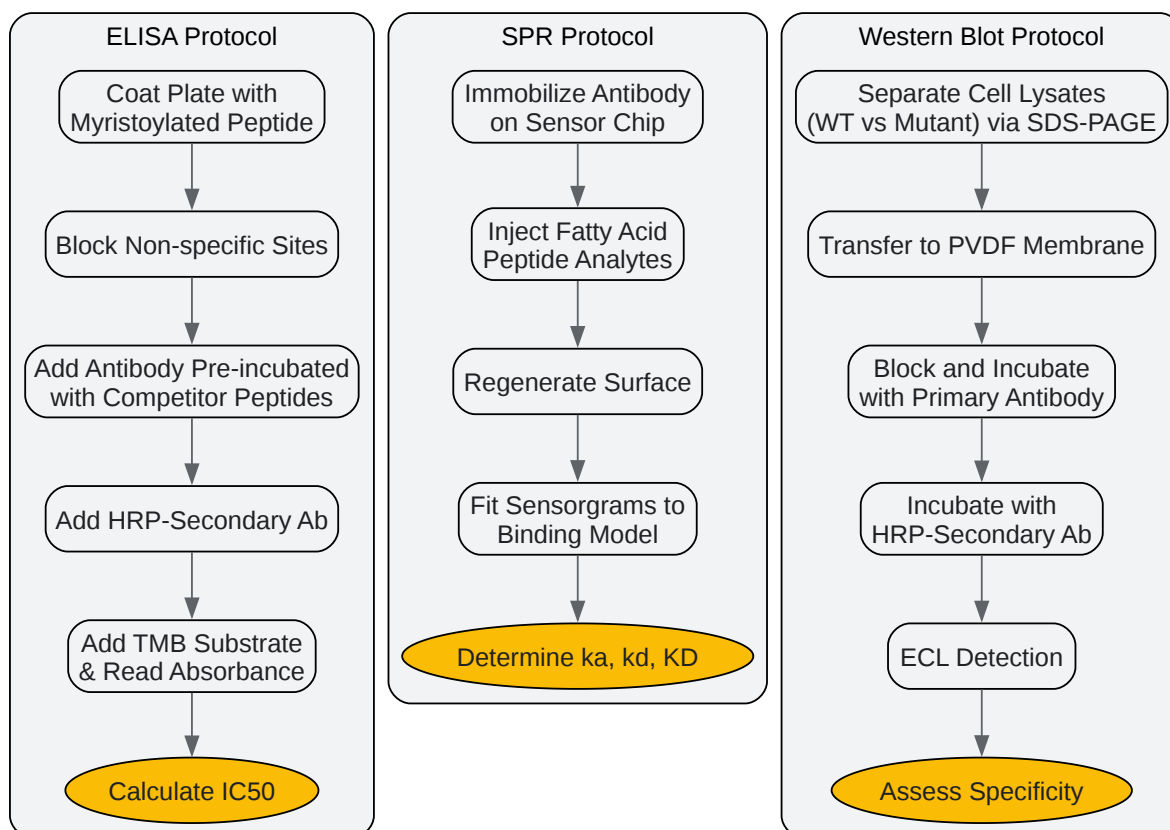 ELISA Protocol
Coat Plate with
Myristoylated Peptide
Block Non-specific Sites
Add Antibody Pre-incubated
with Competitor Peptides
Add HRP-Secondary Ab
Add TMB Substrate
& Read Absorbance
Calculate IC50
SPR Protocol
Immobilize Antibody
on Sensor Chip
Inject Fatty Acid
Peptide Analytes
Regenerate Surface
Fit Sensorgrams to
Binding Model
Determine ka, kd, KD
Western Blot Protocol
Separate Cell Lysates
(WT vs Mutant) via SDS-PAGE
Transfer to PVDF Membrane
Block and Incubate
with Primary Antibody
Incubate with
HRP-Secondary Ab
ECL Detection
Assess Specificity